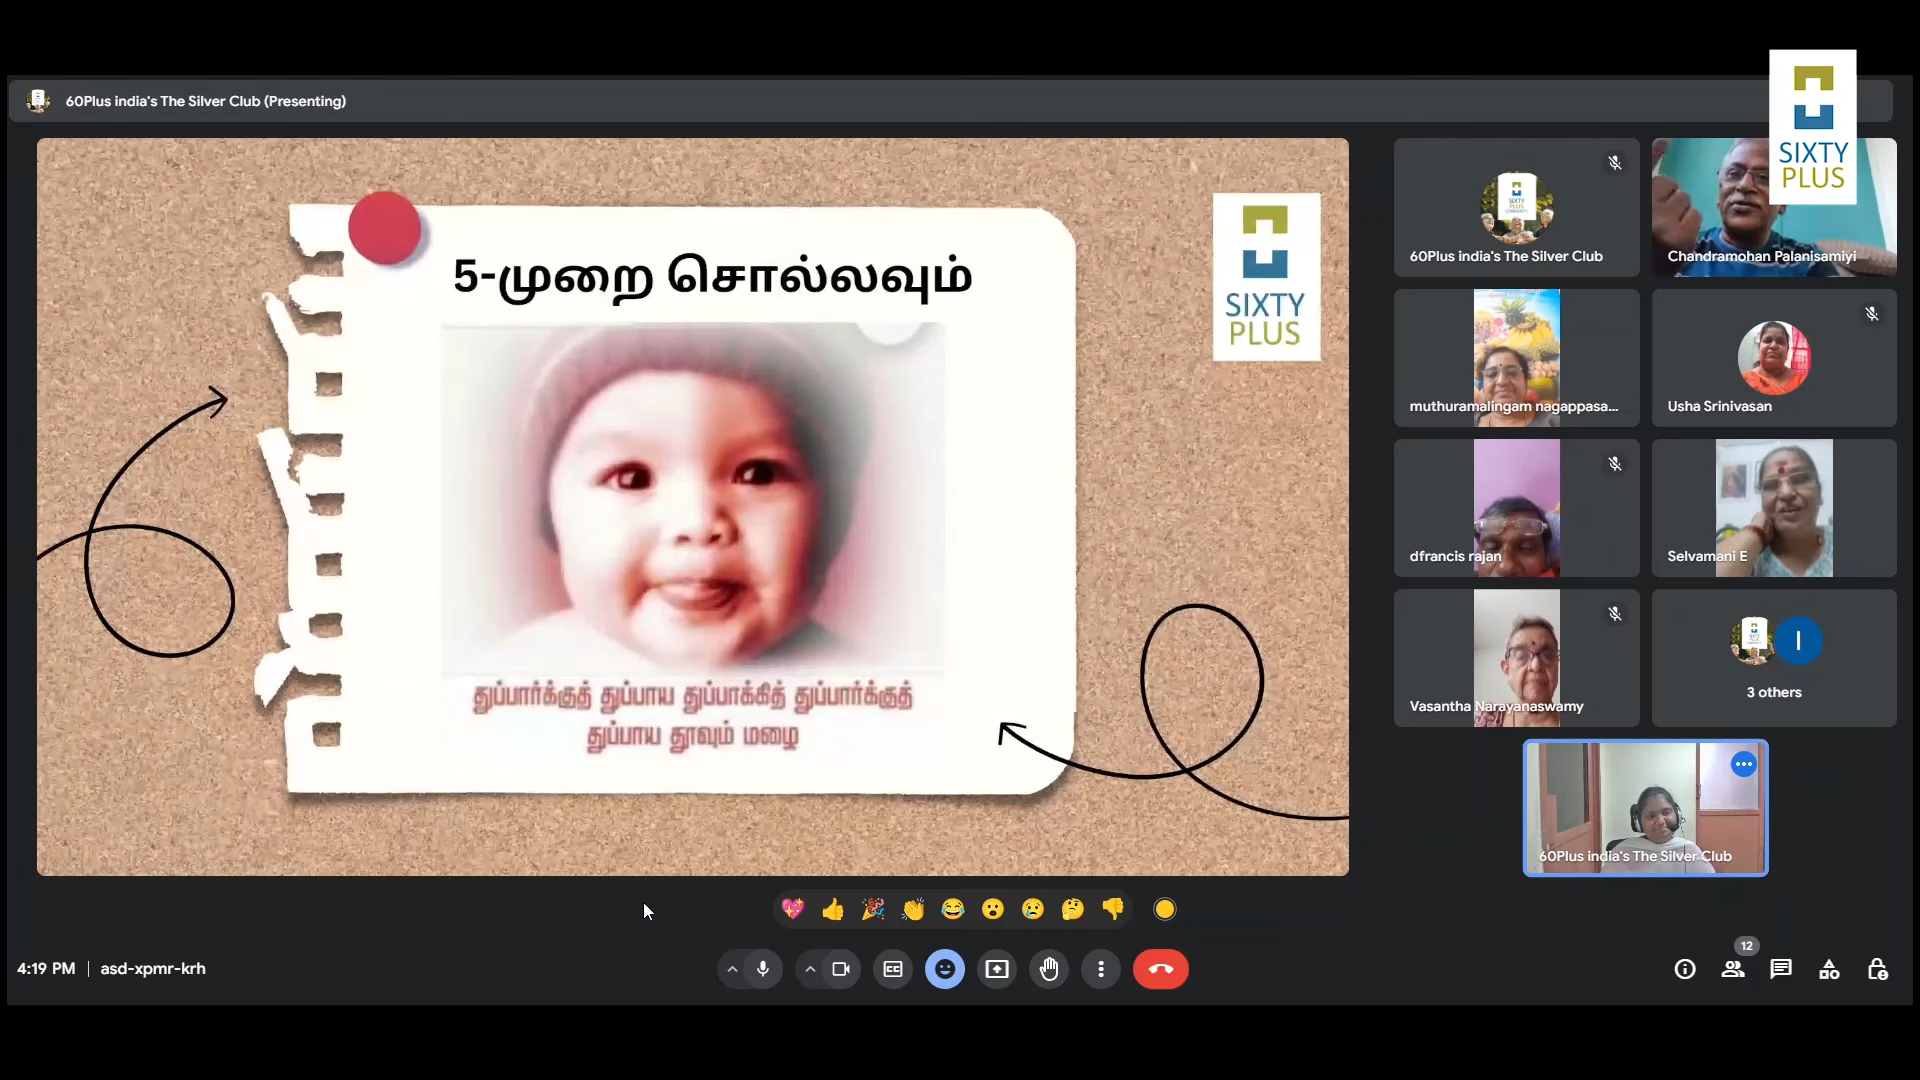 60Plus india's The Silver Club (Presenting)
SIXTY
PLUS
5-முறை சொல்லவும்
SIXTY
PLUS
துப்பார்க்குத் துப்பாய துப்பாக்கித் துப்பார்க்குத்
துப்பாய தூவும் மழை
60Plus india's The Silver Club
Chandramohan Palanisamiyi
muthuramalingam nagappasa...
Usha Srinivasan
dfrancis rajan
Selvamani E
Vasantha Narayanaswamy
I
3 others
60Plus india's The Silver Club
4:19 PM | asd-xpmr-krh
12